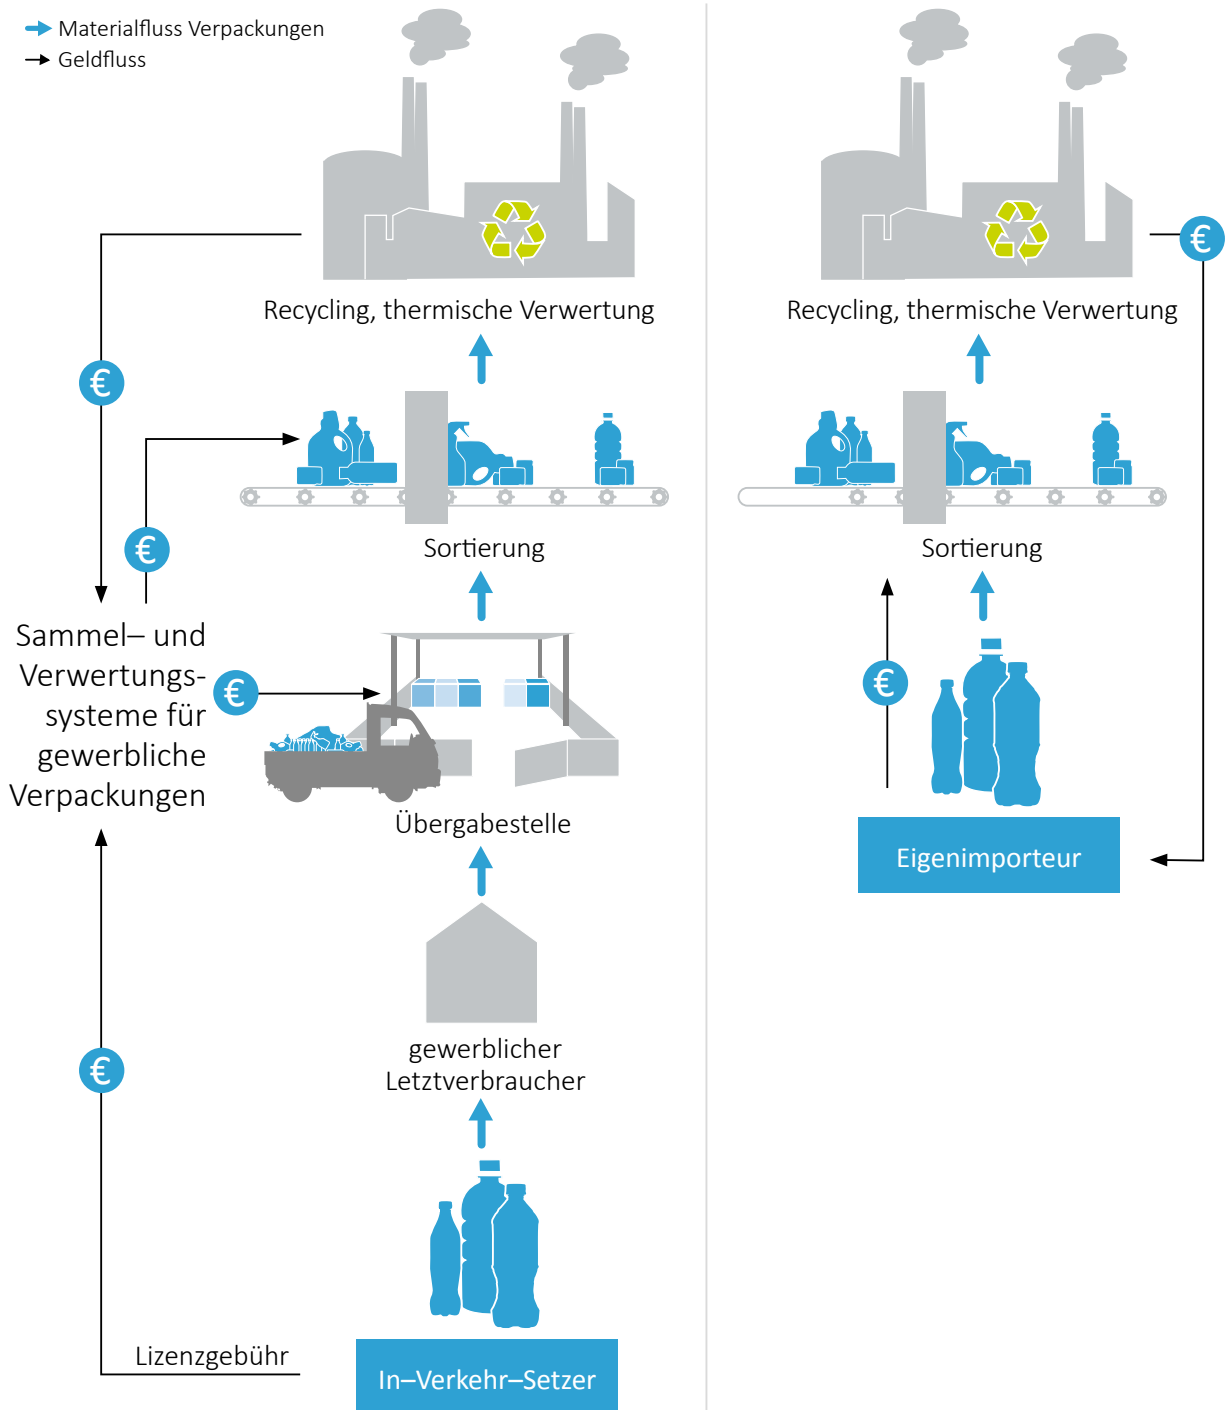 Materialfluss Verpackungen
Geldfluss
Recycling, thermische Verwertung
€
€
Sortierung
€
Sammel– und
Verwertungs-
systeme für
gewerbliche
Verpackungen
€
Übergabestelle
gewerblicher
Letztverbraucher
€
Lizenzgebühr
In–Verkehr–Setzer
€
Recycling, thermische Verwertung
Sortierung
€
Eigenimporteur